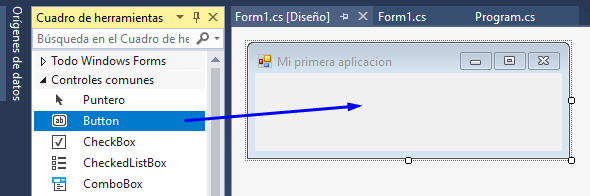 Orígenes de datos
Cuadro de herramientas
Búsqueda en el Cuadro de he
Todo Windows Forms
Controles comunes
Puntero
ab Button
CheckBox
CheckedListBox
ComboBox
Form1.cs [Diseño]
Form1.cs
Program.cs
Mi primera aplicacion